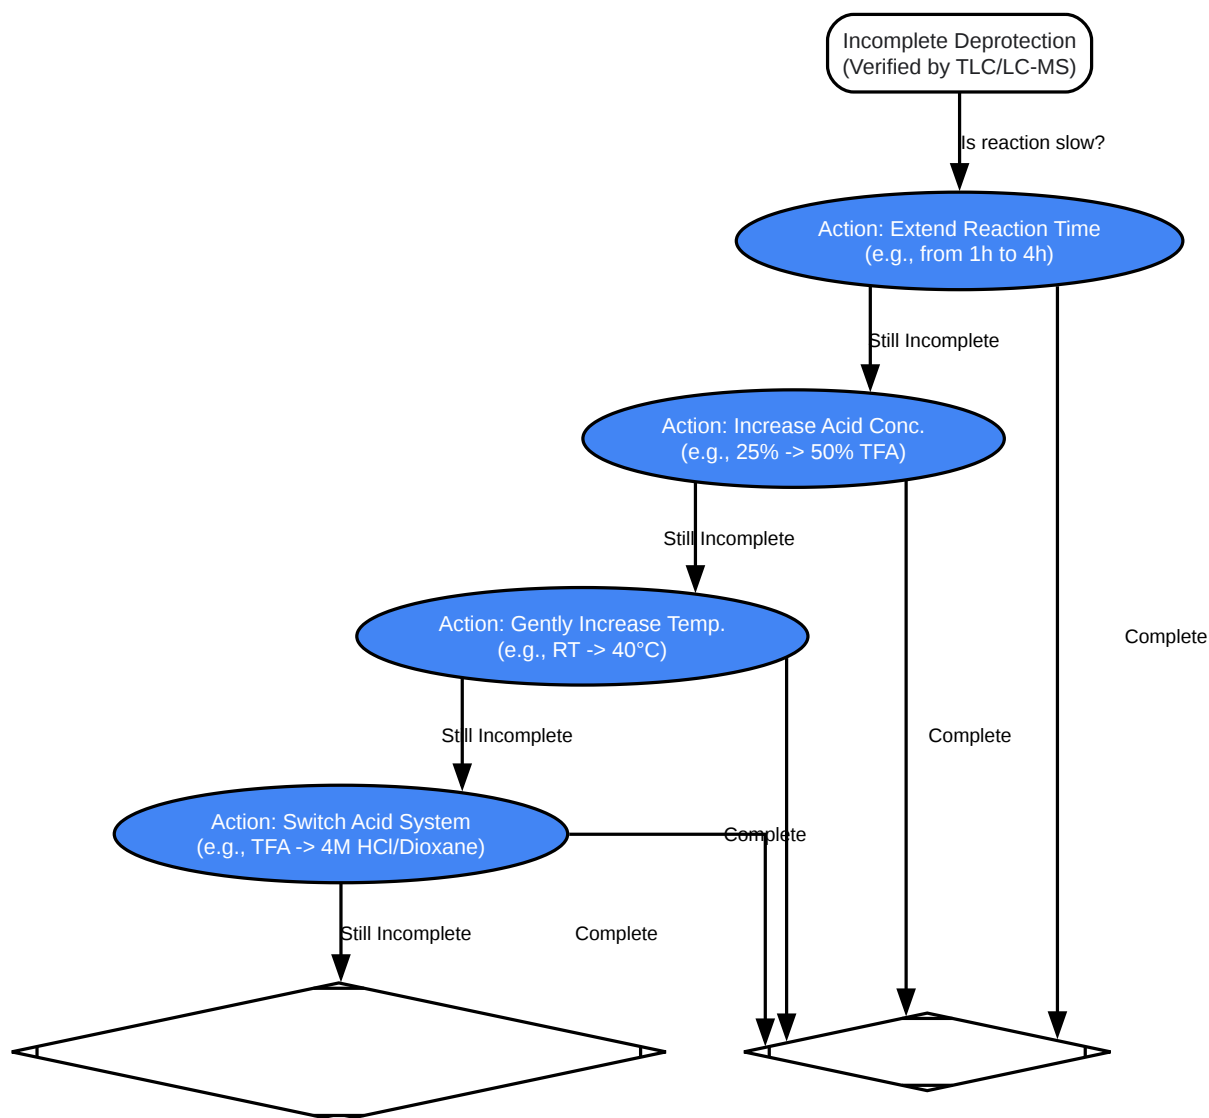 Incomplete Deprotection
(Verified by TLC/LC-MS)
Is reaction slow?
Action: Extend Reaction Time
(e.g., from 1h to 4h)
Still Incomplete
Action: Increase Acid Conc.
(e.g., 25% -> 50% TFA)
Still Incomplete
Action: Gently Increase Temp.
(e.g., RT -> 40°C)
Complete
Still Incomplete
Complete
Action: Switch Acid System
(e.g., TFA -> 4M HCl/Dioxane)
Complete
Still Incomplete
Complete